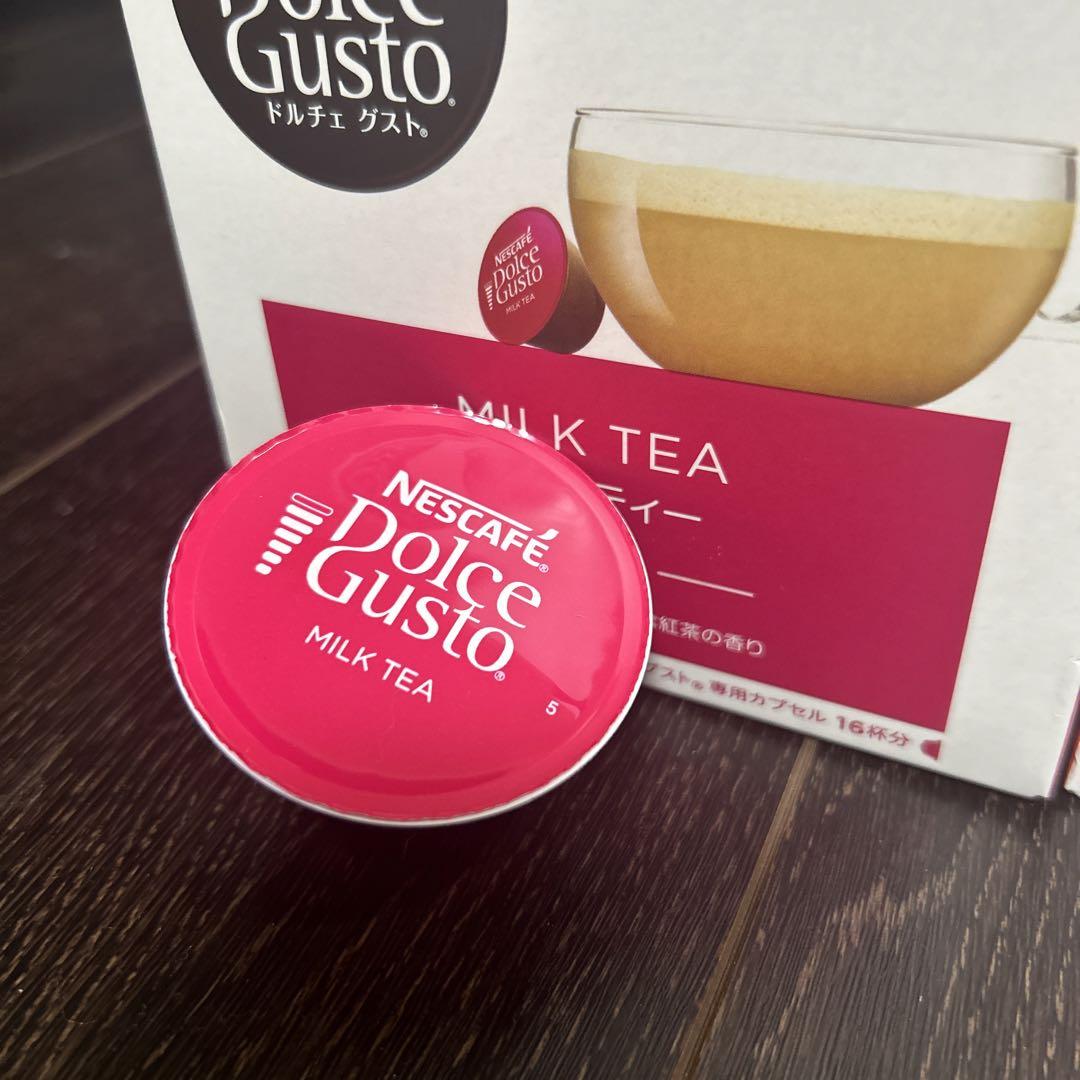 Dolce
Gusto®
ドルチェ グスト®
NESCAFÉ
Dolce
Gusto
MILK TEA
MILK TEA
ティー
紅茶の香り
グスト® 専用カプセル 16杯分
NESCAFÉ®
Dolce
Gusto®
MILK TEA
5